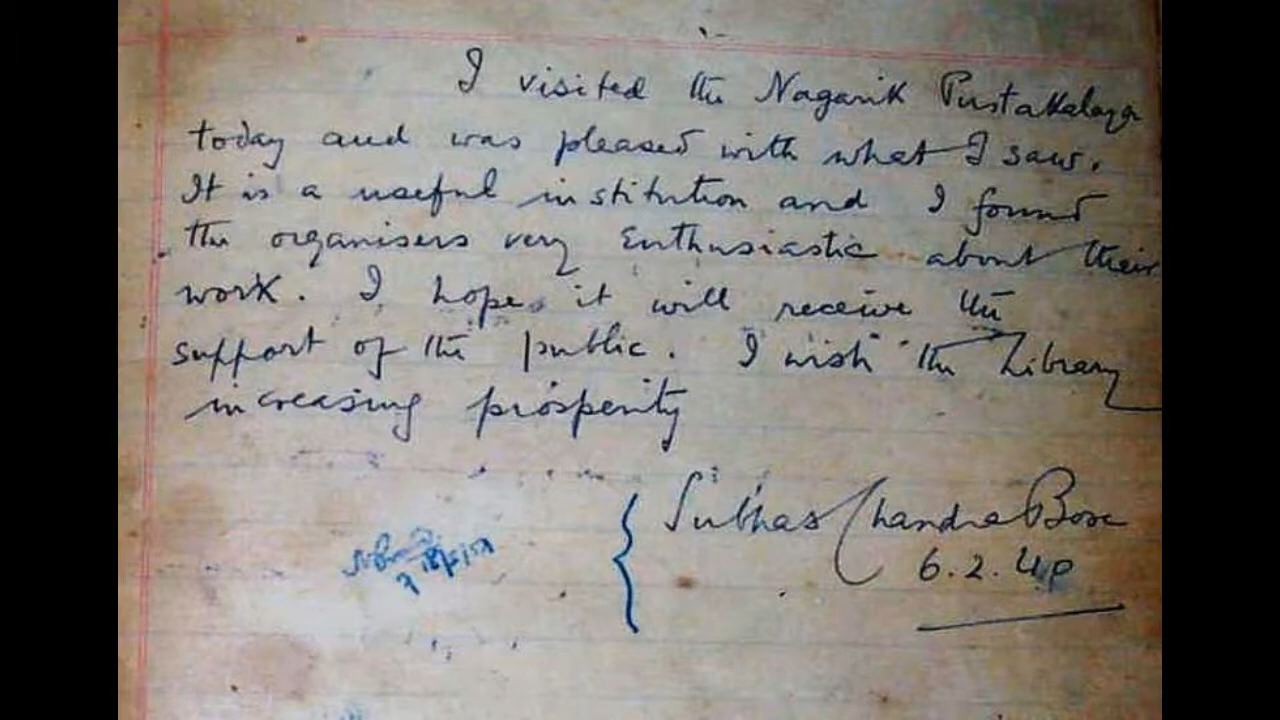 I visited the Nagarik Pustakalaya
today and was pleased with what I saw.
It is a useful institution and I found
the organisers very enthusiastic about their
work. I hope it will receive the
support of the public. I wish the Library
increasing prosperity
Subhas Chandra Bose
6.2.40